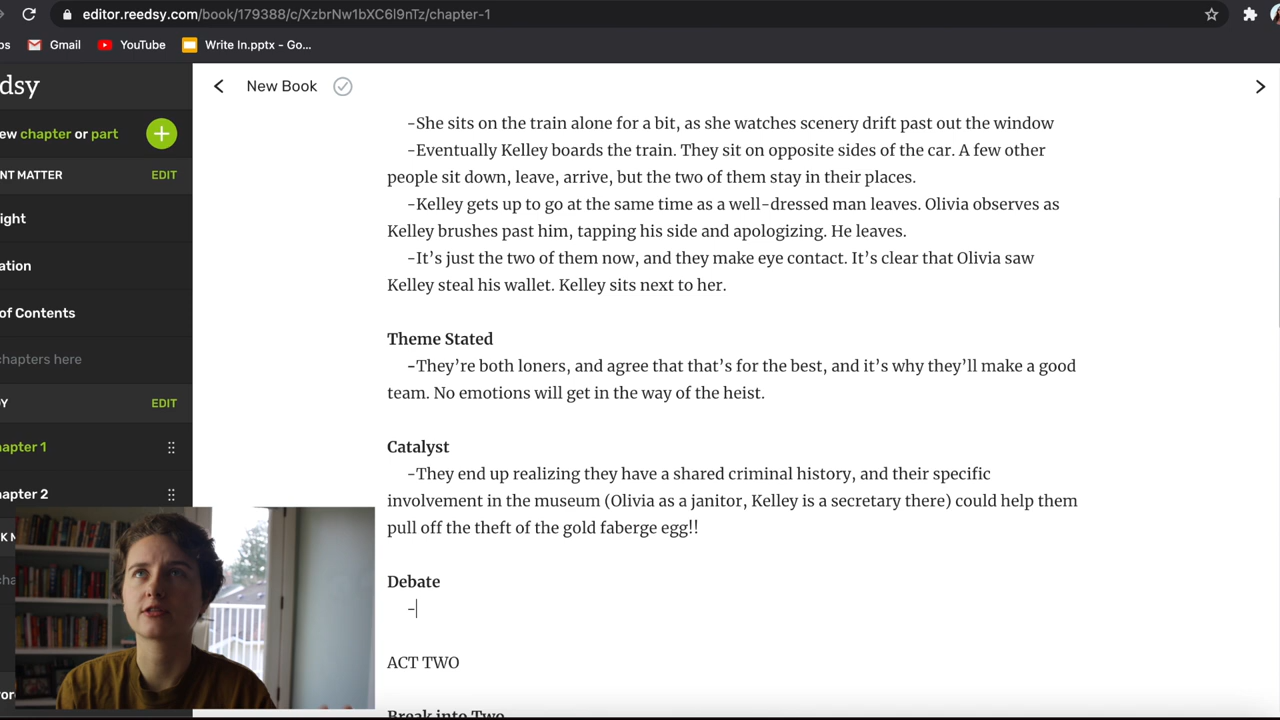 editor.reedsy.com/book/179388/c/XzbrNw1bXC6I9nTz/chapter-1
ps Gmail YouTube Write In.pptx - Go...
edsy
New Book
ew chapter or part
NT MATTER EDIT
ight
ation
of Contents
chapters here
DY EDIT
hapter 1
hapter 2
-She sits on the train alone for a bit, as she watches scenery drift past out the window
-Eventually Kelley boards the train. They sit on opposite sides of the car. A few other
people sit down, leave, arrive, but the two of them stay in their places.
-Kelley gets up to go at the same time as a well-dressed man leaves. Olivia observes as
Kelley brushes past him, tapping his side and apologizing. He leaves.
-It’s just the two of them now, and they make eye contact. It’s clear that Olivia saw
Kelley steal his wallet. Kelley sits next to her.
Theme Stated
-They’re both loners, and agree that that’s for the best, and it’s why they’ll make a good
team. No emotions will get in the way of the heist.
Catalyst
-They end up realizing they have a shared criminal history, and their specific
involvement in the museum (Olivia as a janitor, Kelley is a secretary there) could help them
pull off the theft of the gold faberge egg!!
Debate
-
ACT TWO
Break into Two